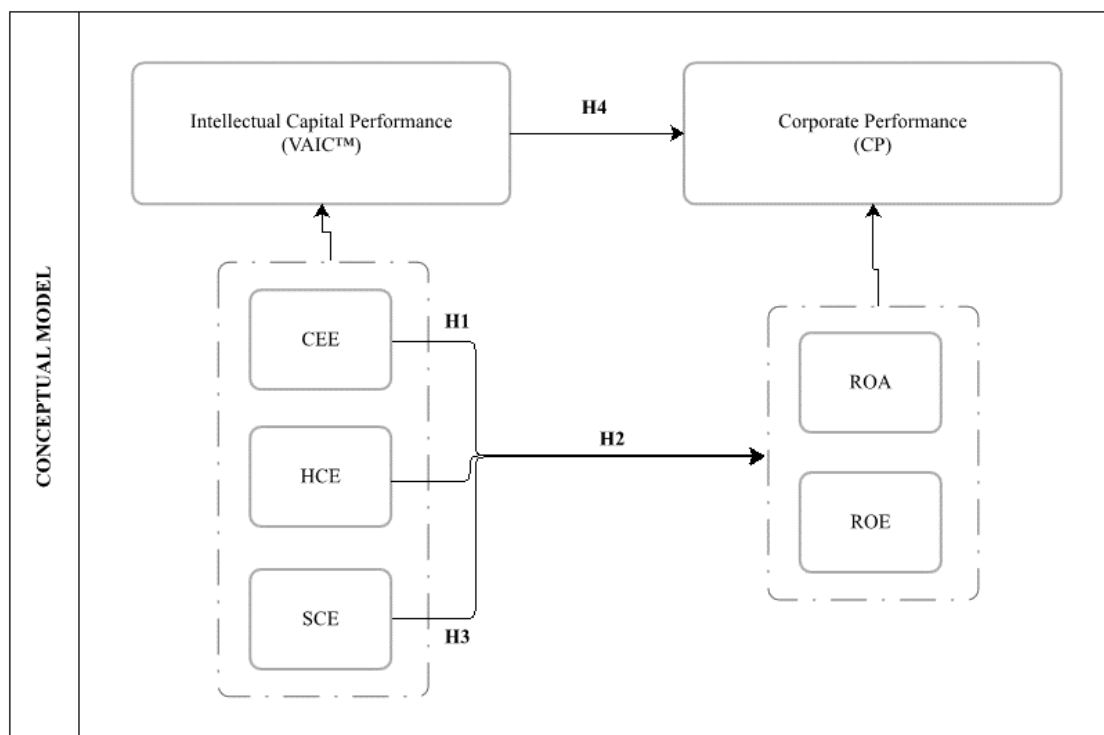 CONCEPTUAL MODEL
Intellectual Capital Performance
(VAIC™)
H4
Corporate Performance
(CP)
CEE
H1
HCE
H2
SCE
H3
ROA
ROE